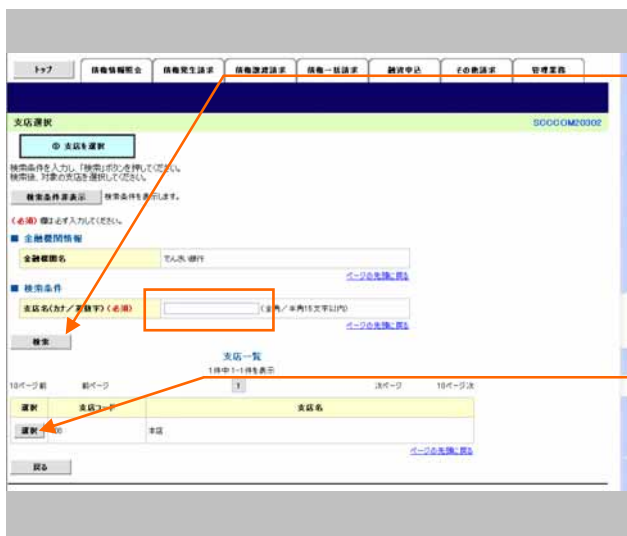 トップ 債権情報照会 債権発生請求 債権譲渡請求 債権一括請求 融資申込 その他請求 管理業務
支店選択 SCCCOM20302
① 支店を選択
検索条件を入力し、「検索」ボタンを押してください。
検索後、対象の支店を選択してください。
検索条件非表示 検索条件を表示します。
(必須)欄は必ず入力してください。
■ 金融機関情報
金融機関名 でんさい銀行
ページの先頭に戻る
■ 検索条件
支店名(カナ/英数字)(必須) (全角/半角15文字以内)
ページの先頭に戻る
検索
支店一覧
1件中1-1件を表示
10ページ前 前ページ 1 次ページ 10ページ次
選択 支店コード 支店名
選択 本店
ページの先頭に戻る
戻る